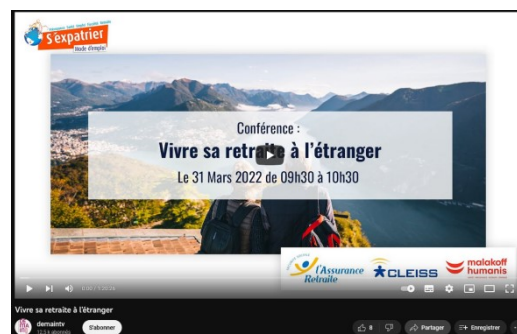 S'expatrier
Mode d'emploi
Conférence :
Vivre sa retraite à l'étranger
Le 31 Mars 2022 de 09h30 à 10h30
l'Assurance
Retraite
CLEISS
malakoff
humanis
Vivre sa retraite à l'étranger
demaintv
S'abonner
8
Partager
Enregistrer